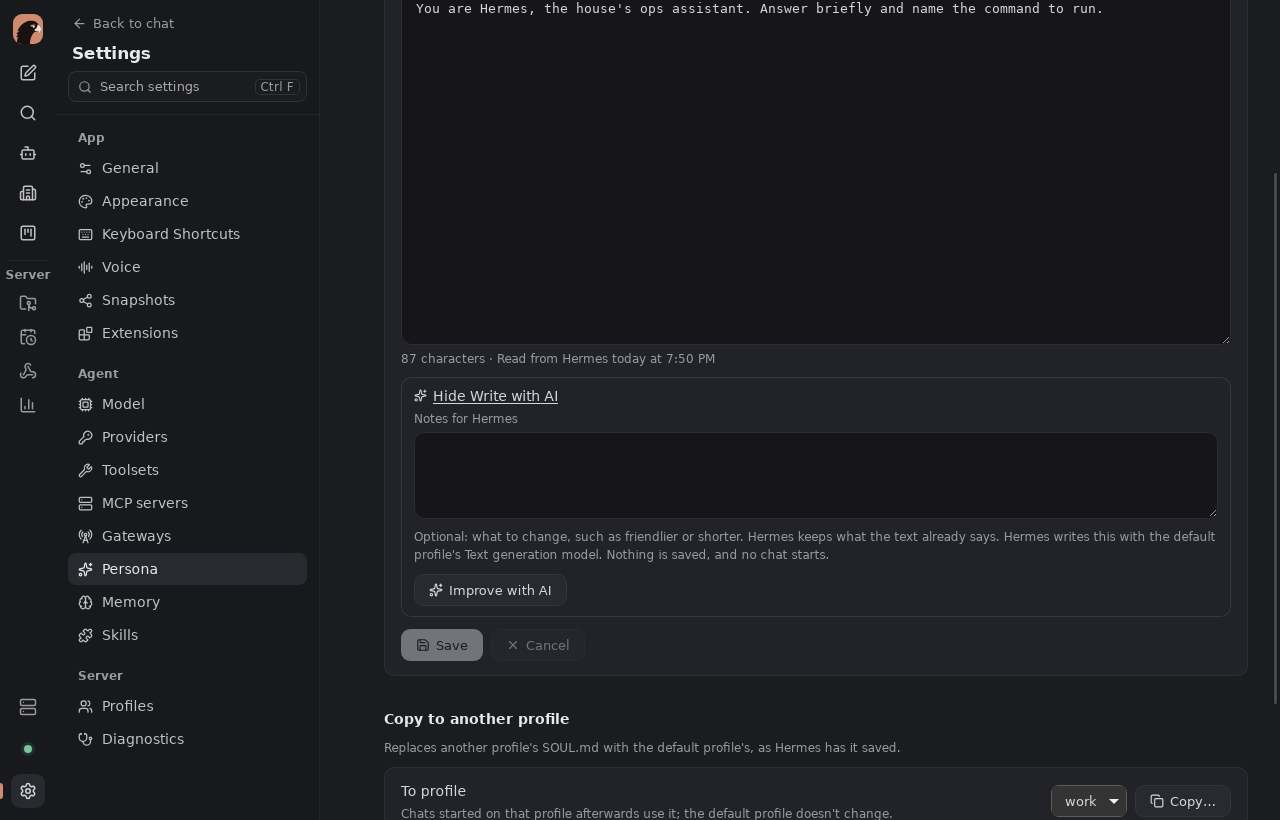 Back to chat
Settings
Search settings
Ctrl F
App
General
Appearance
Keyboard Shortcuts
Voice
Snapshots
Extensions
Agent
Model
Providers
Toolsets
MCP servers
Gateways
Persona
Memory
Skills
Server
Profiles
Diagnostics
Server
You are Hermes, the house's ops assistant. Answer briefly and name the command to run.
87 characters · Read from Hermes today at 7:50 PM
Hide Write with AI
Notes for Hermes
Optional: what to change, such as friendlier or shorter. Hermes keeps what the text already says. Hermes writes this with the default
profile's Text generation model. Nothing is saved, and no chat starts.
Improve with AI
Save
Cancel
Copy to another profile
Replaces another profile's SOUL.md with the default profile's, as Hermes has it saved.
To profile
Chats started on that profile afterwards use it; the default profile doesn't change.
work
Copy...